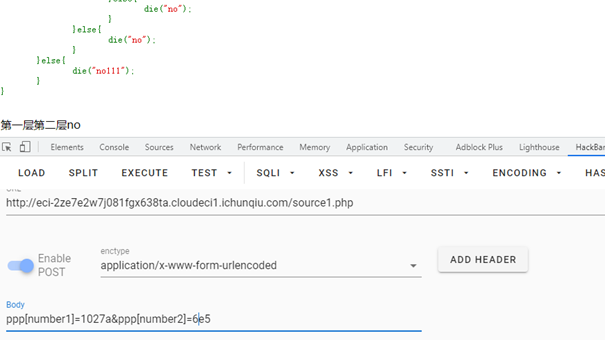 die("no");
}
}else{
die("no");
}
}else{
die("no111");
}
}
第一层第二层no
Elements Console Sources Network Performance Memory Application Security Adblock Plus Lighthouse HackBar
LOAD SPLIT EXECUTE TEST SQLI XSS LFI SSTI ENCODING HAS
http://eci-2ze7e2w7j081fgx638ta.cloudeci1.ichunqiu.com/source1.php
Enable POST
enctype
application/x-www-form-urlencoded
ADD HEADER
Body
ppp[number1]=1027a&ppp[number2]=6e5